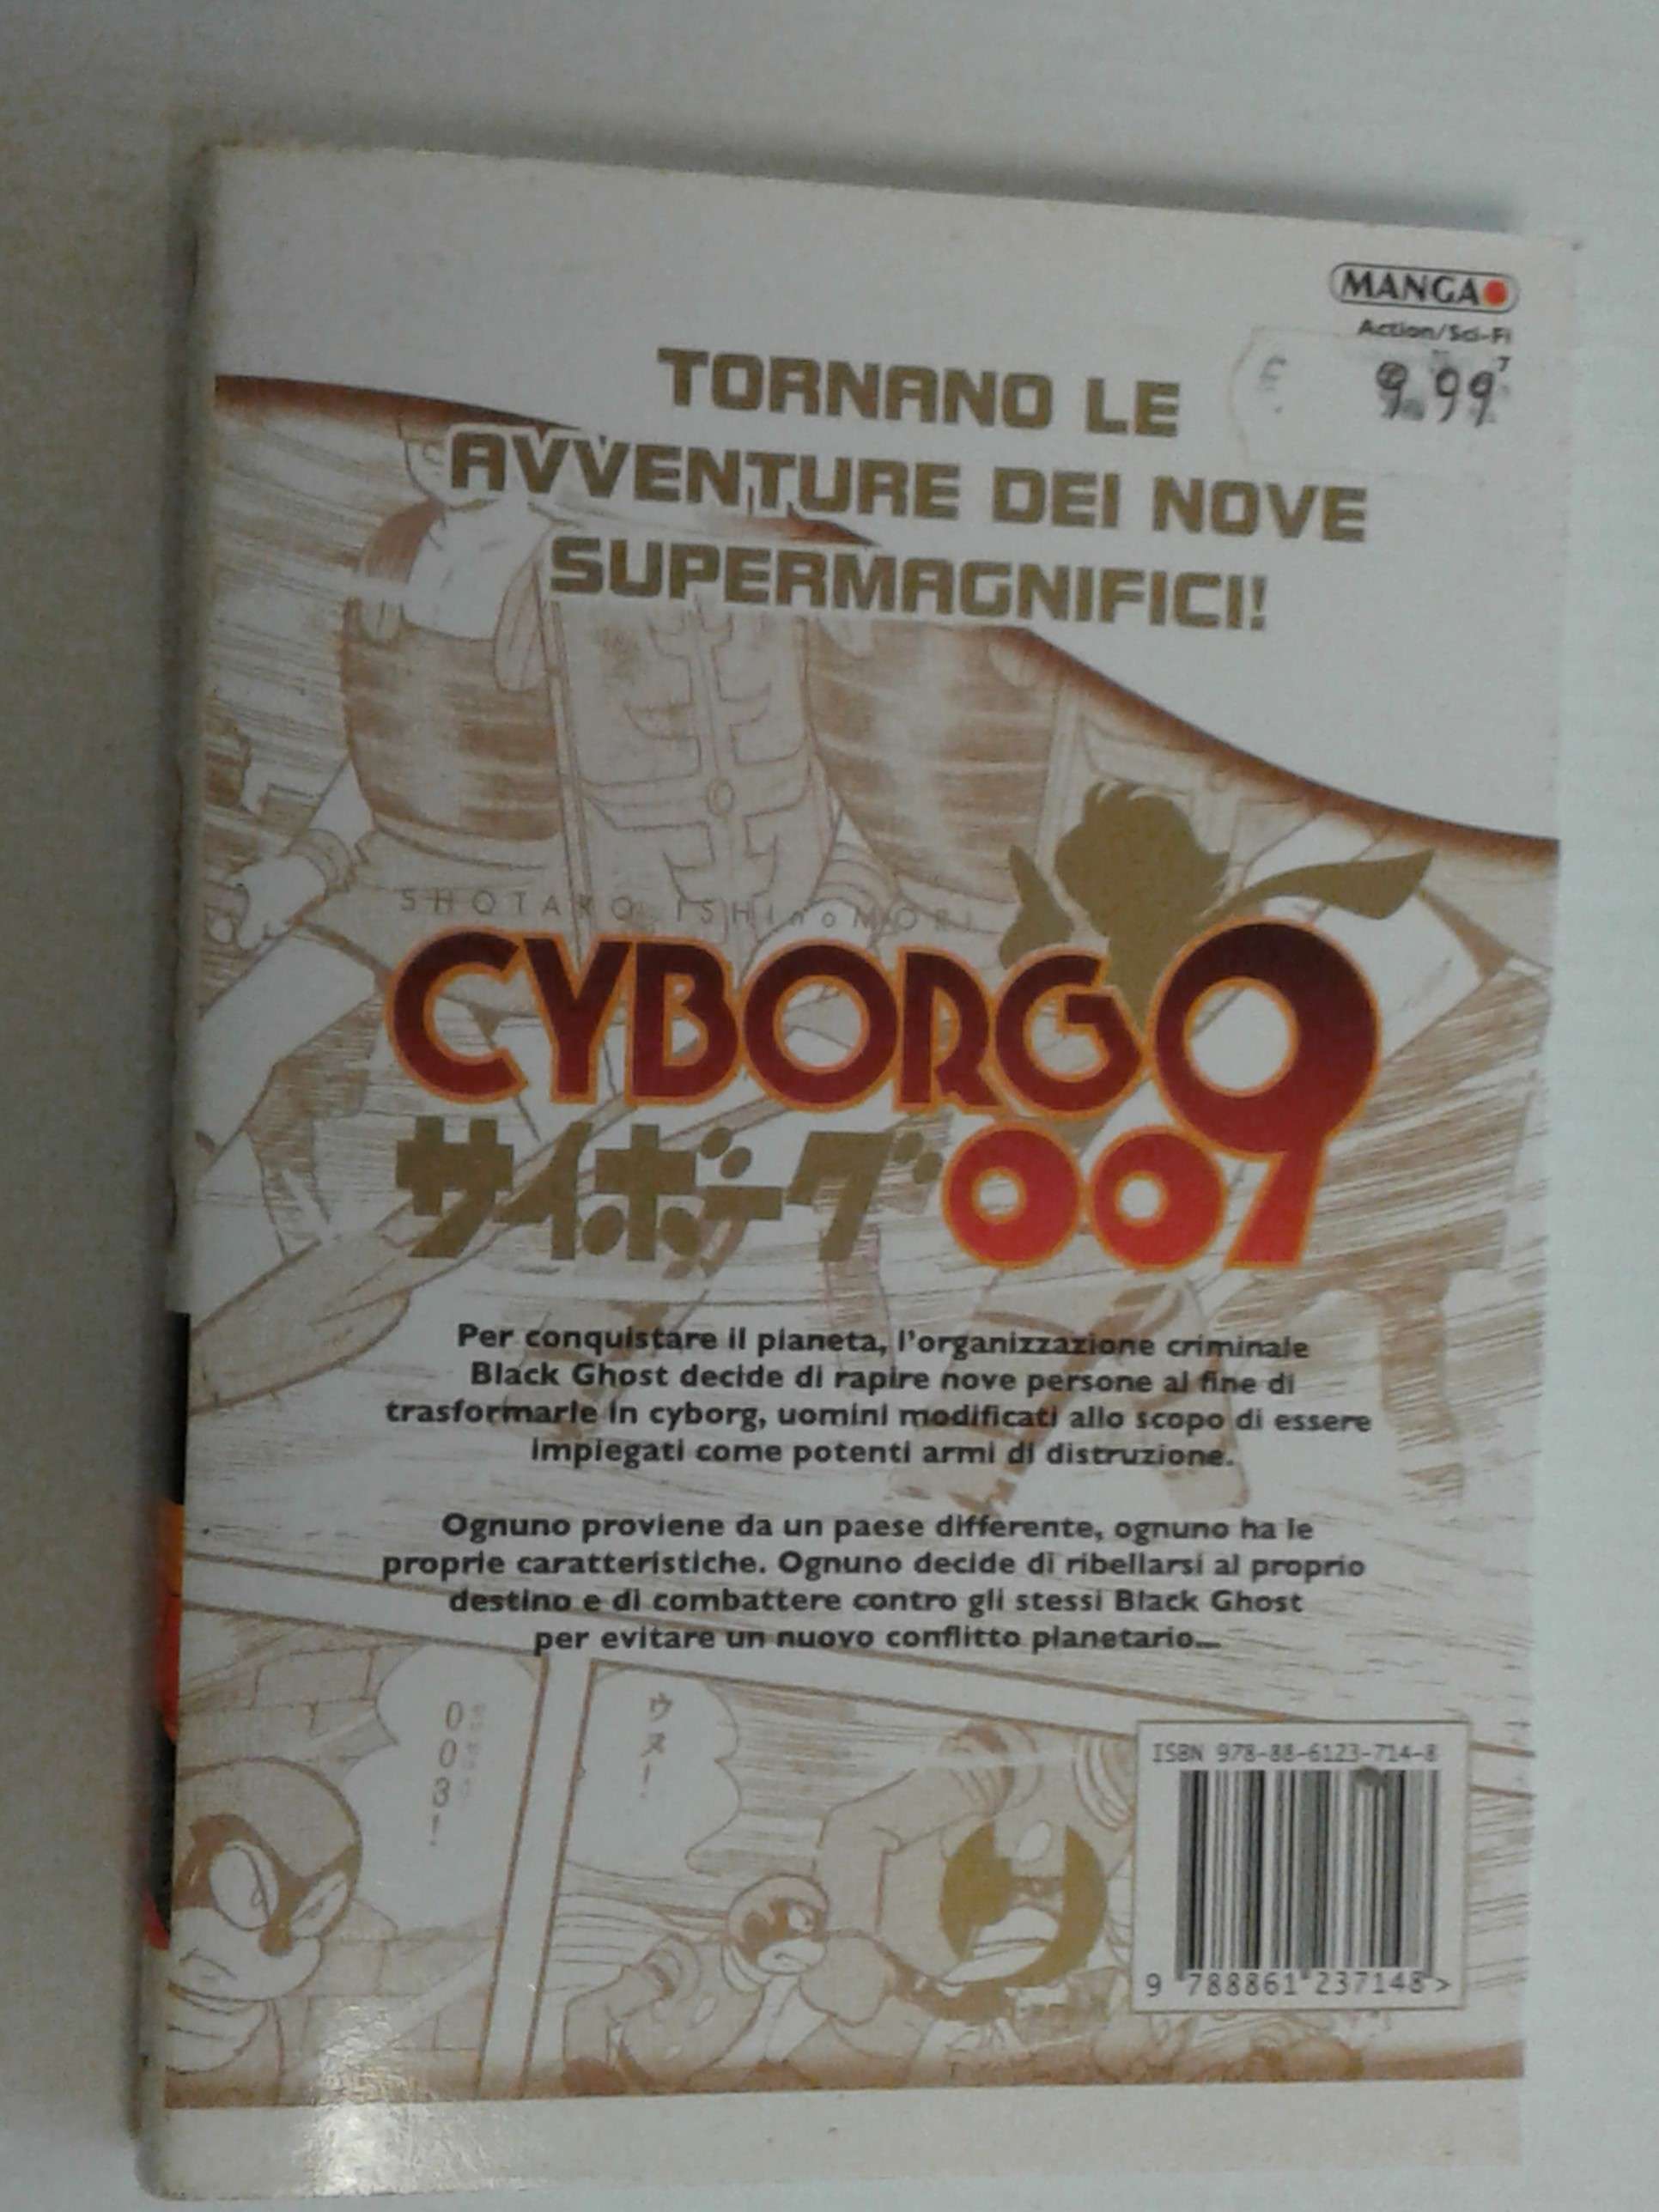 MANGA
Action/Sci-Fi
€ 9.99
TORNANO LE
AVVENTURE DEI NOVE
SUPERMAGNIFICI!
SHOTARO ISHInoMORI
CYBORG 009
サイボーグ
Per conquistare il pianeta, l'organizzazione criminale
Black Ghost decide di rapire nove persone al fine di
trasformarle in cyborg, uomini modificati allo scopo di essere
impiegati come potenti armi di distruzione.
Ognuno proviene da un paese differente, ognuno ha le
proprie caratteristiche. Ognuno decide di ribellarsi al proprio
destino e di combattere contro gli stessi Black Ghost
per evitare un nuovo conflitto planetario...
003!
ウヌ!
ISBN 978-88-6123-714-8
9 788861 237148 >